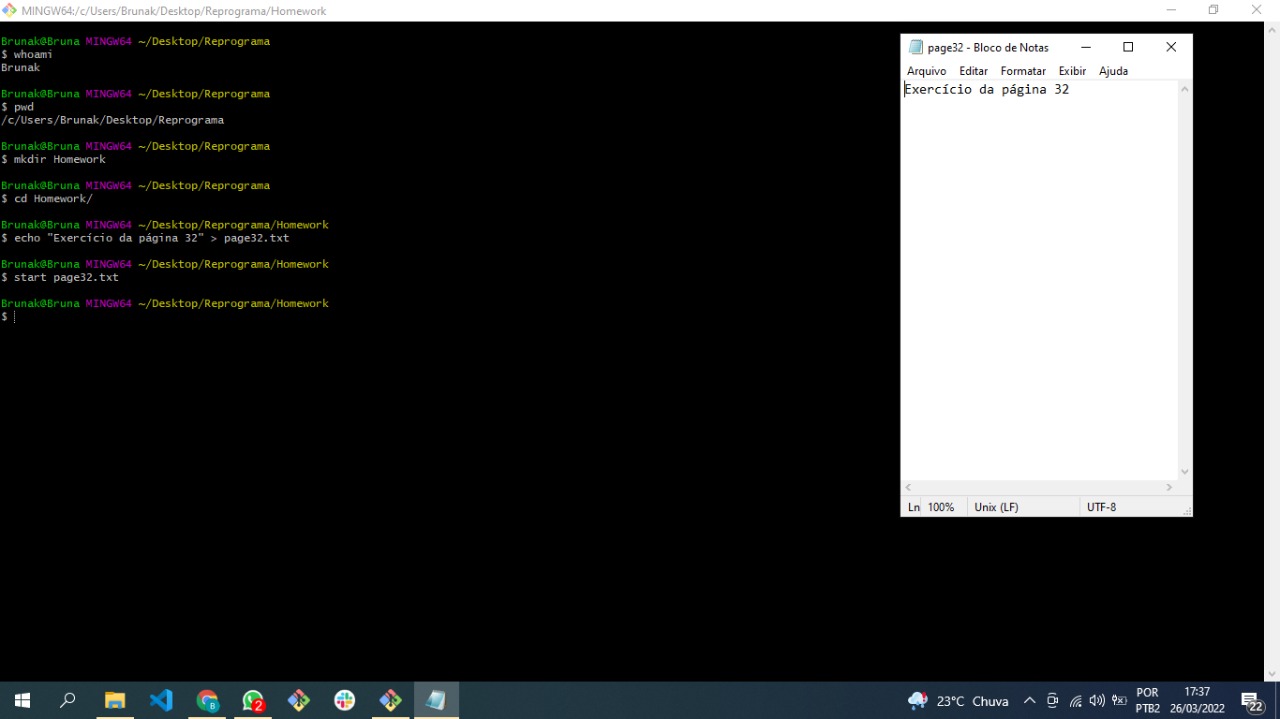 MINGW64:/c/Users/Brunak/Desktop/Reprograma/Homework
Brunak@Bruna MINGW64 ~/Desktop/Reprograma
$ whoami
Brunak
Brunak@Bruna MINGW64 ~/Desktop/Reprograma
$ pwd
/c/Users/Brunak/Desktop/Reprograma
Brunak@Bruna MINGW64 ~/Desktop/Reprograma
$ mkdir Homework
Brunak@Bruna MINGW64 ~/Desktop/Reprograma
$ cd Homework/
Brunak@Bruna MINGW64 ~/Desktop/Reprograma/Homework
$ echo "Exercício da página 32" > page32.txt
Brunak@Bruna MINGW64 ~/Desktop/Reprograma/Homework
$ start page32.txt
Brunak@Bruna MINGW64 ~/Desktop/Reprograma/Homework
$
page32 - Bloco de Notas
Arquivo Editar Formatar Exibir Ajuda
Exercício da página 32
Ln 100% Unix (LF) UTF-8
B
2
23°C Chuva
POR
PTB2
17:37
26/03/2022
22